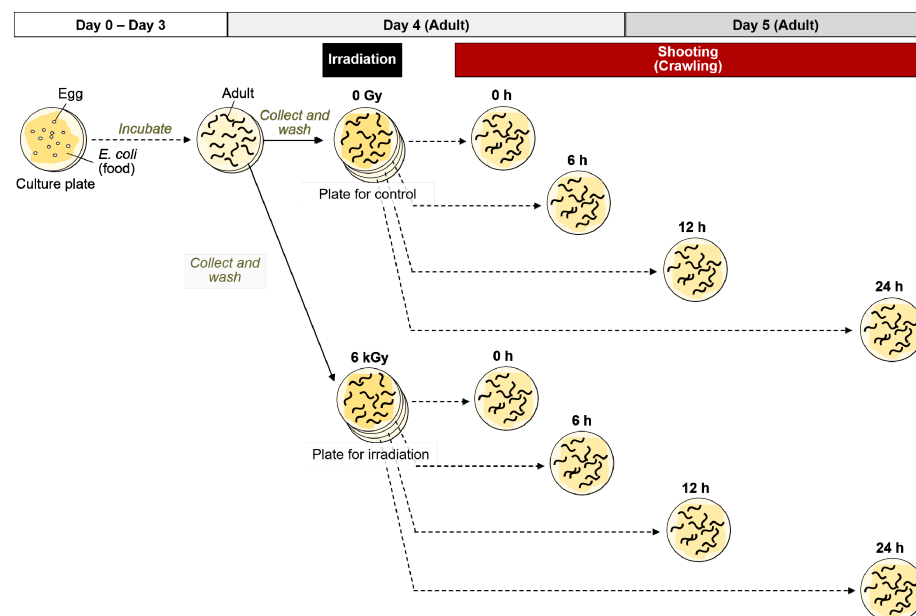 Day 0 – Day 3
Day 4 (Adult)
Day 5 (Adult)
Irradiation
Shooting
(Crawling)
Egg
Incubate
E. coli
(food)
Culture plate
Adult
Collect and
wash
0 Gy
Plate for control
0 h
6 h
12 h
24 h
Collect and
wash
6 kGy
Plate for irradiation
0 h
6 h
12 h
24 h